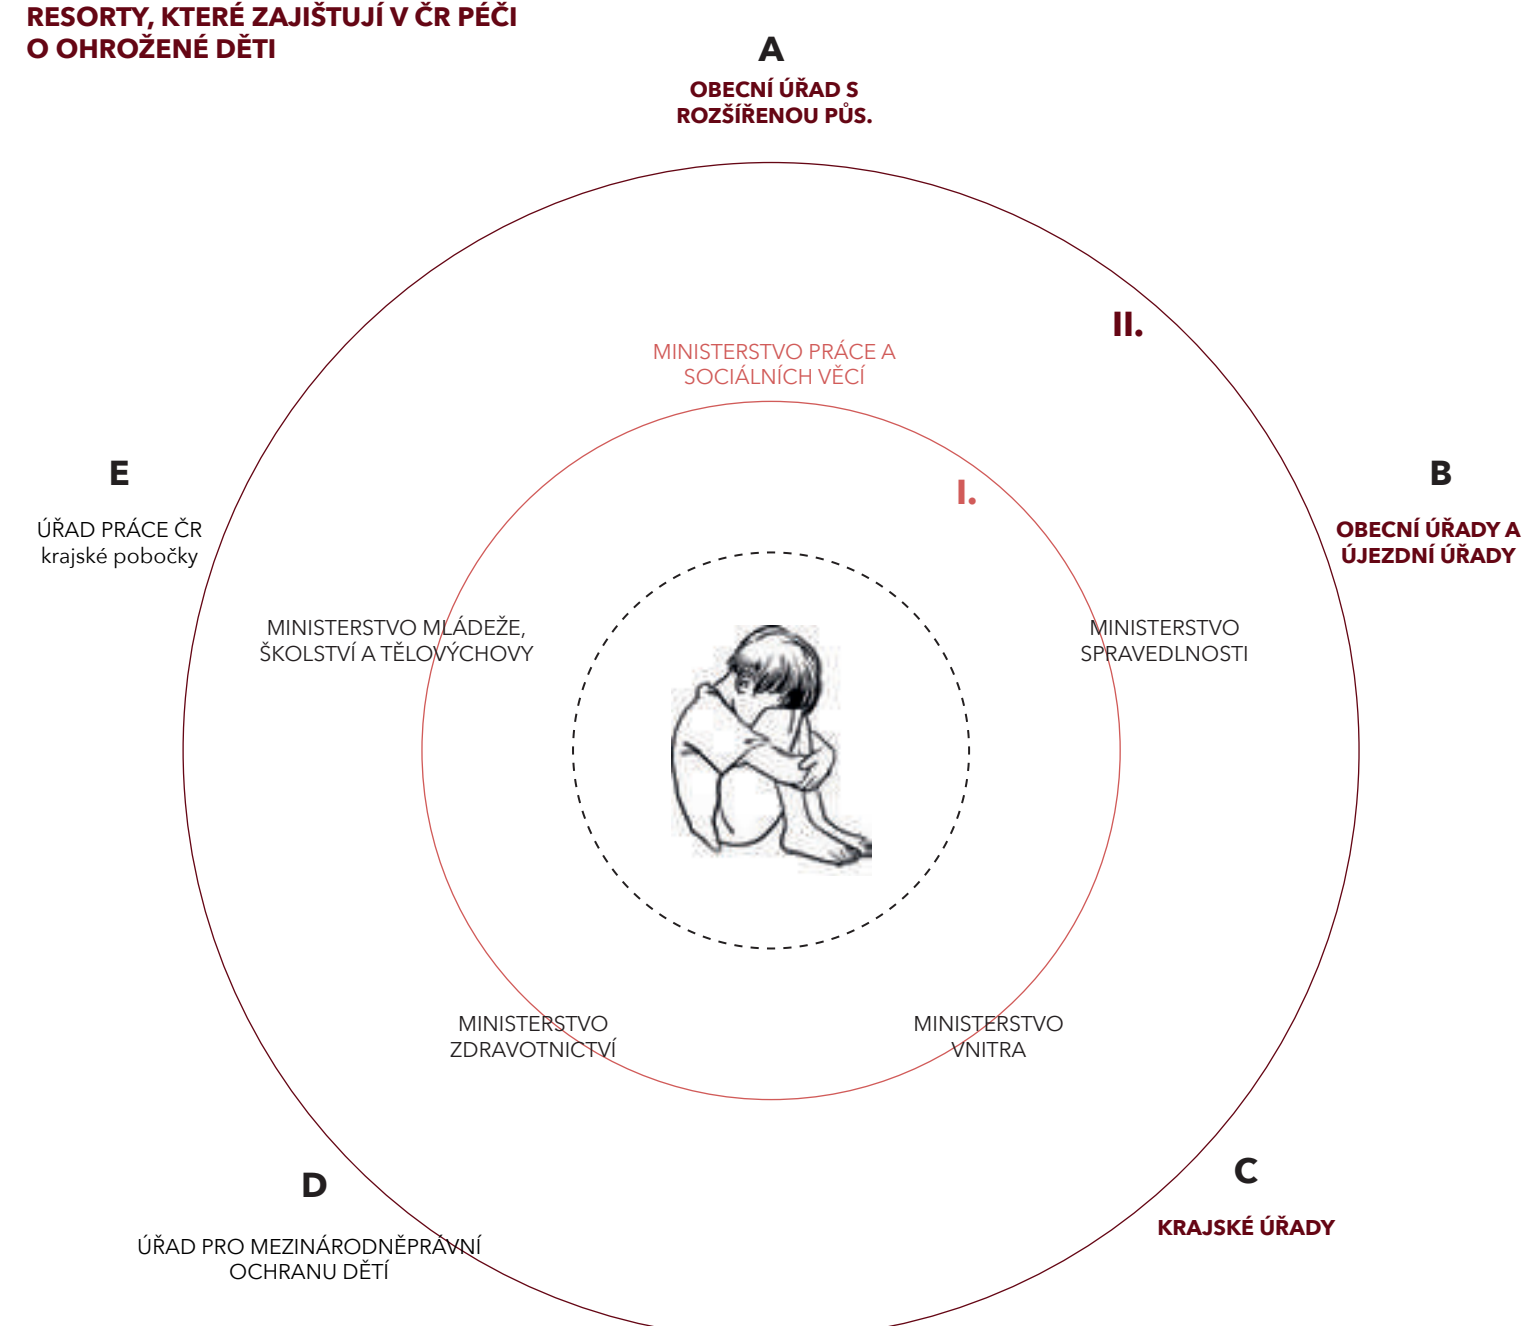 RESORTY, KTERÉ ZAJIŠTUJÍ V ČR PÉČI
O OHROŽENÉ DĚTI
A
OBECNÍ ÚŘAD S
ROZŠÍŘENOU PŮS.
II.
MINISTERSTVO PRÁCE A
SOCIÁLNÍCH VĚCÍ
I.
E
ÚŘAD PRÁCE ČR
krajské pobočky
B
OBECNÍ ÚŘADY A
ÚJEZDNÍ ÚŘADY
MINISTERSTVO MLÁDEŽE,
ŠKOLSTVÍ A TĚLOVÝCHOVY
MINISTERSTVO
SPRAVEDLNOSTI
MINISTERSTVO
ZDRAVOTNICTVÍ
MINISTERSTVO
VNITRA
D
ÚŘAD PRO MEZINÁRODNĚPRÁVNÍ
OCHRANU DĚTÍ
C
KRAJSKÉ ÚŘADY